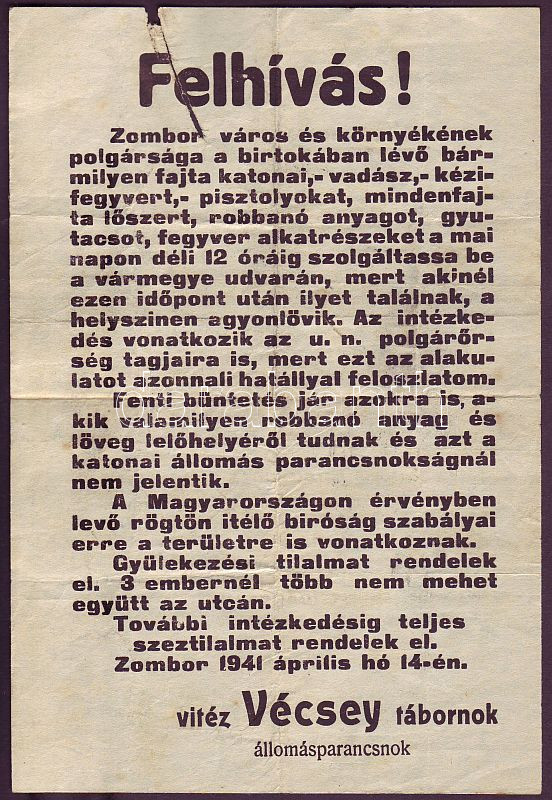 Felhívás!
Zombor város és környékének
polgársága a birtokában lévő bár-
milyen fajta katonai,- vadász,- kézi-
fegyvert,- pisztolyokat, mindenfaj-
ta lőszert, robbanó anyagot, gyu-
tacsot, fegyver alkatrészeket a mai
napon déli 12 óráig szolgáltassa be
a vármegye udvarán, mert akinél
ezen időpont után ilyet találnak, a
helyszinen agyonlövik. Az intézke-
dés vonatkozik az u. n. polgárőr-
ség tagjaira is, mert ezt az alaku-
latot azonnali hatállyal feloszlatom.
Fenti büntetés jár azokra is, a-
kik valamilyen robbanó anyag és
löveg lelőhelyéről tudnak és azt a
katonai állomás parancsnokságnál
nem jelentik.
A Magyarországon érvényben
levő rögtön itélő biróság szabályai
erre a területre is vonatkoznak.
Gyülekezési tilalmat rendelek
el. 3 embernél több nem mehet
együtt az utcán.
További intézkedésig teljes
szeztilalmat rendelek el.
Zombor 1941 április hó 14-én.
vitéz Vécsey tábornok
állomásparancsnok